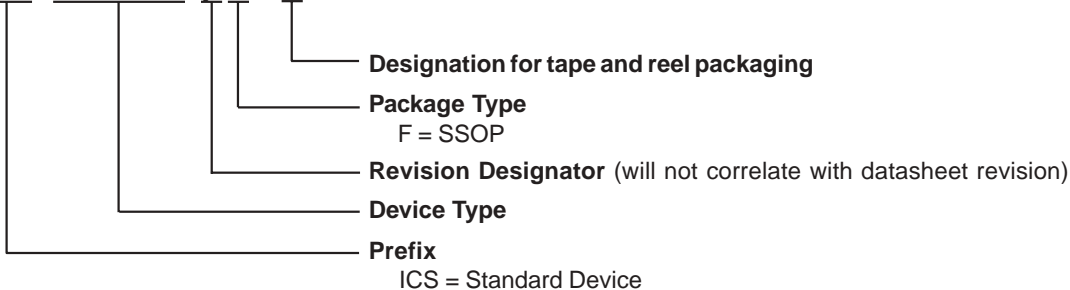 Designation for tape and reel packaging
Package Type
F = SSOP
Revision Designator (will not correlate with datasheet revision)
Device Type
Prefix
ICS = Standard Device